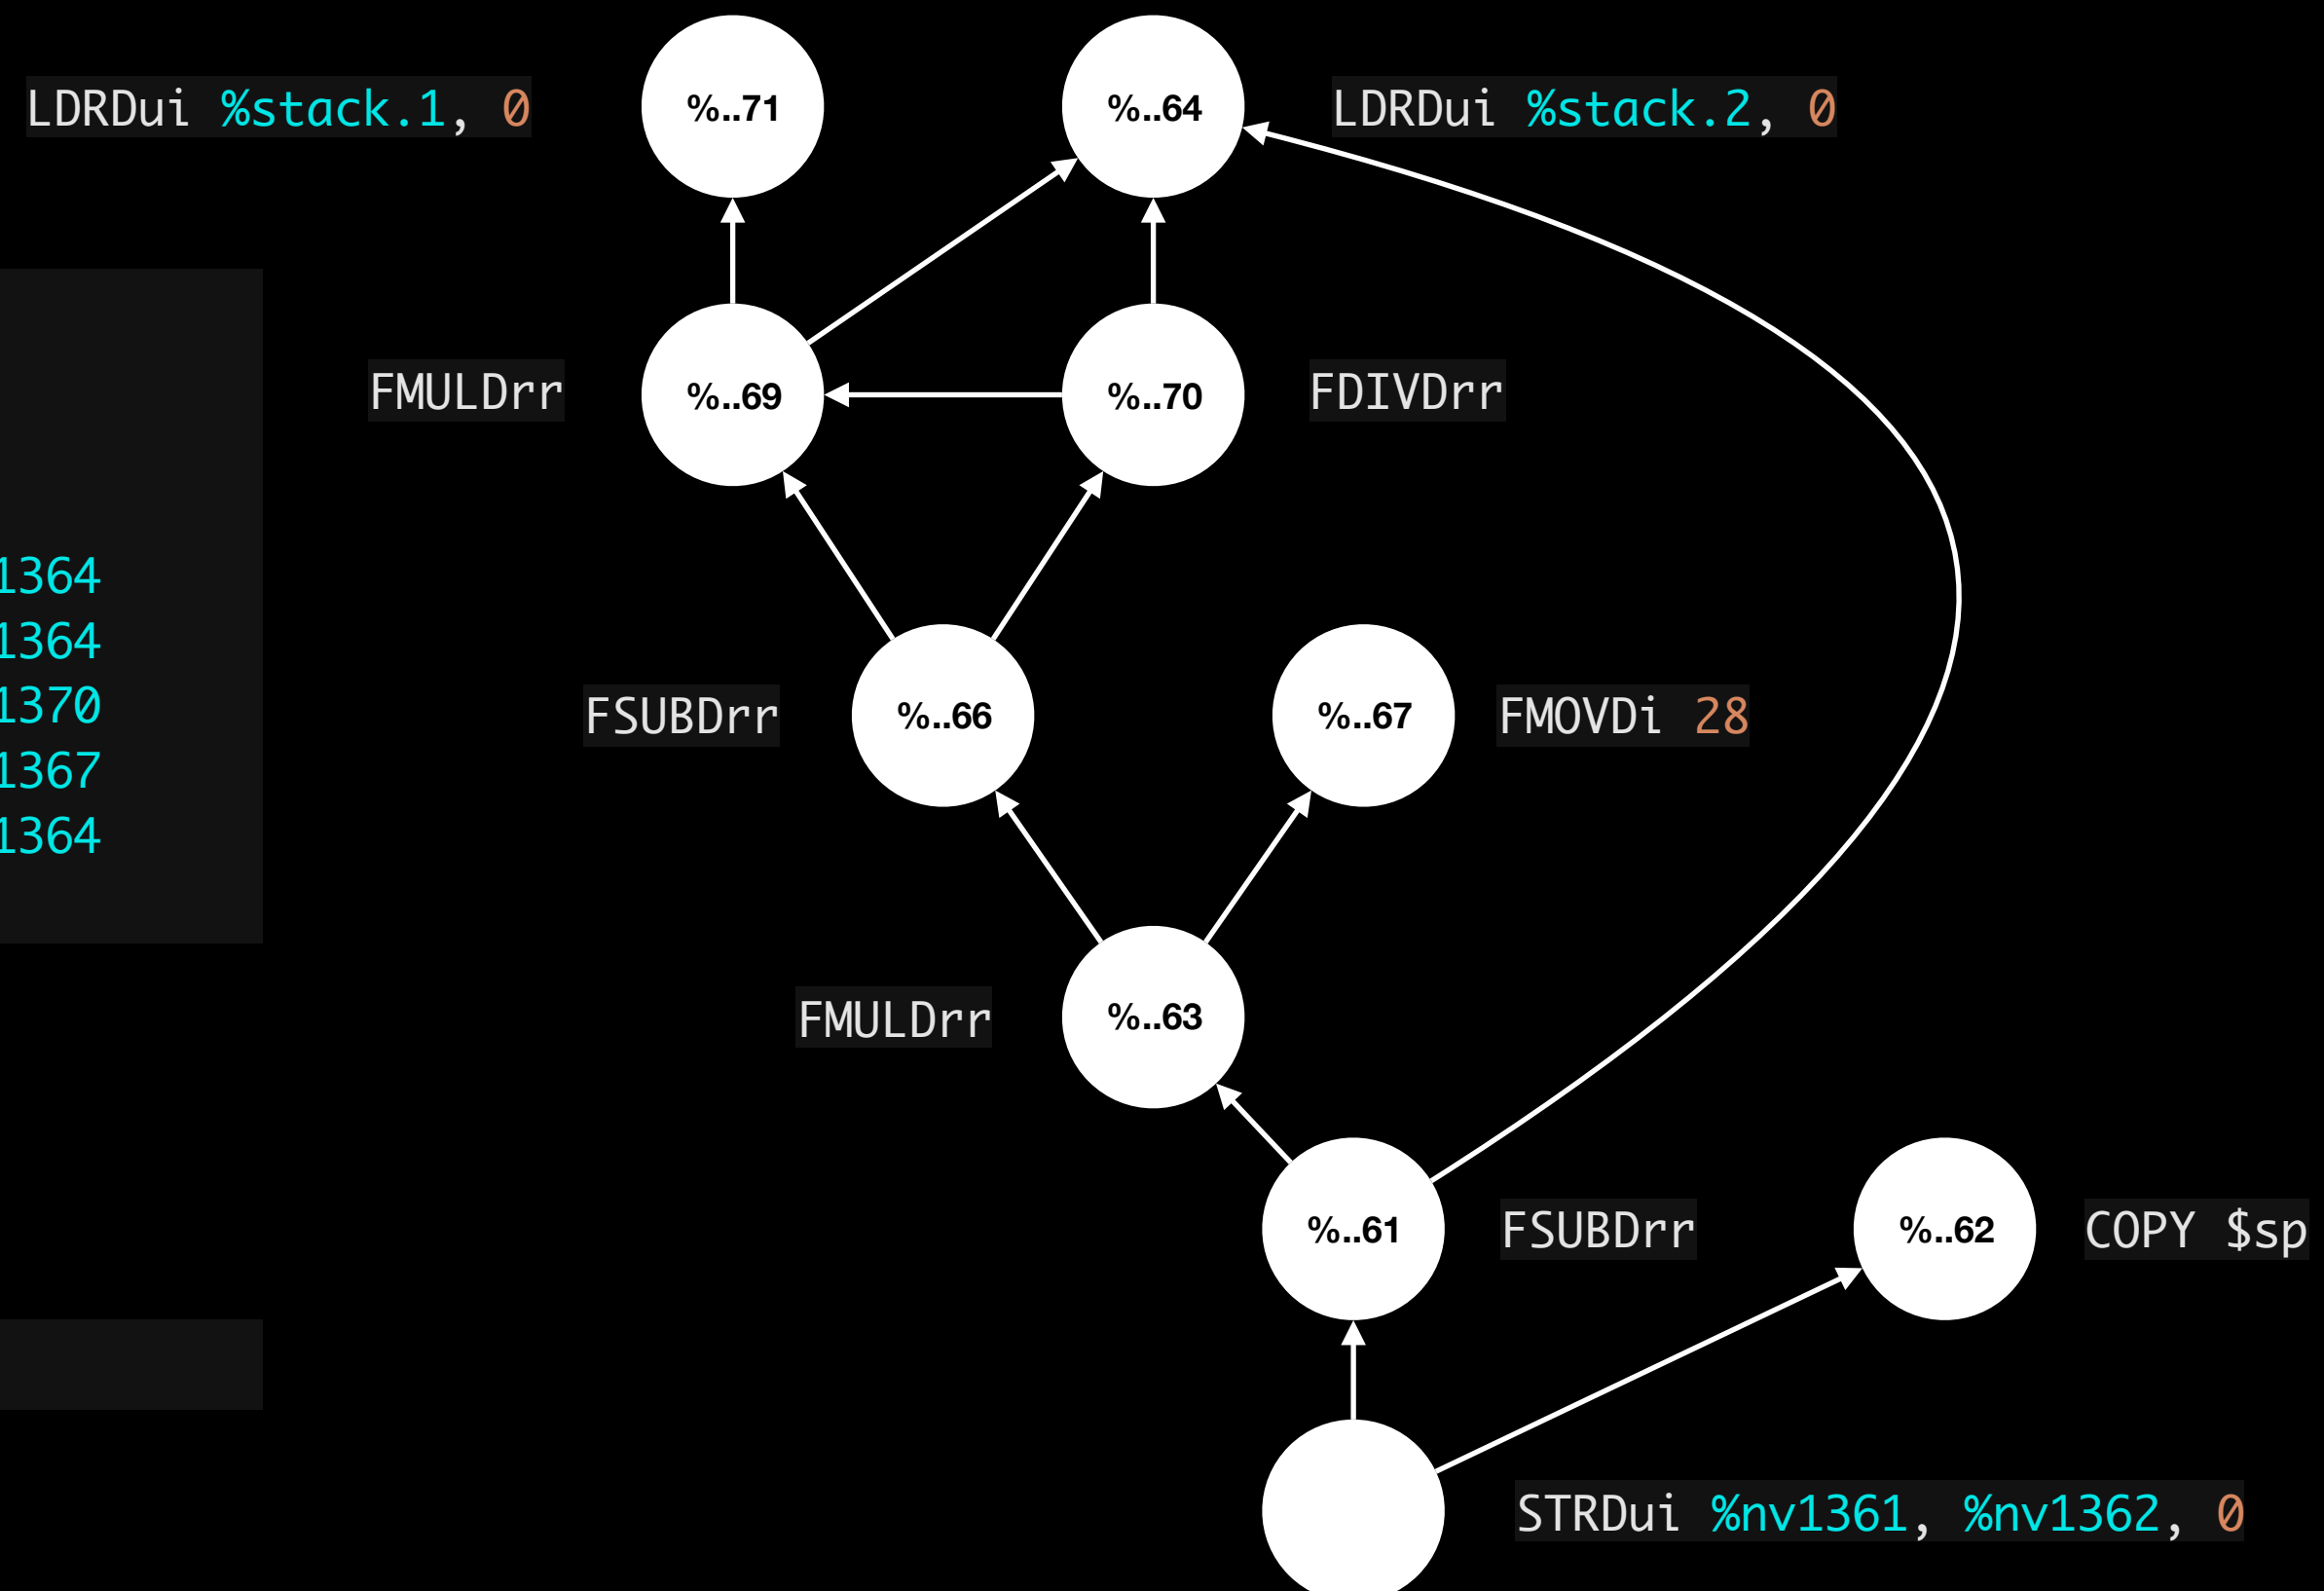 LDRDui %stack.1, 0
%..71
%..64
LDRDui %stack.2, 0
FMULDrr
%..69
%..70
FDIVDrr
1364
1364
1370
1367
1364
FSUBDrr
%..66
%..67
FMOVDi 28
FMULDrr
%..63
%..61
FSUBDrr
%..62
COPY $sp
STRDui %nv1361, %nv1362, 0